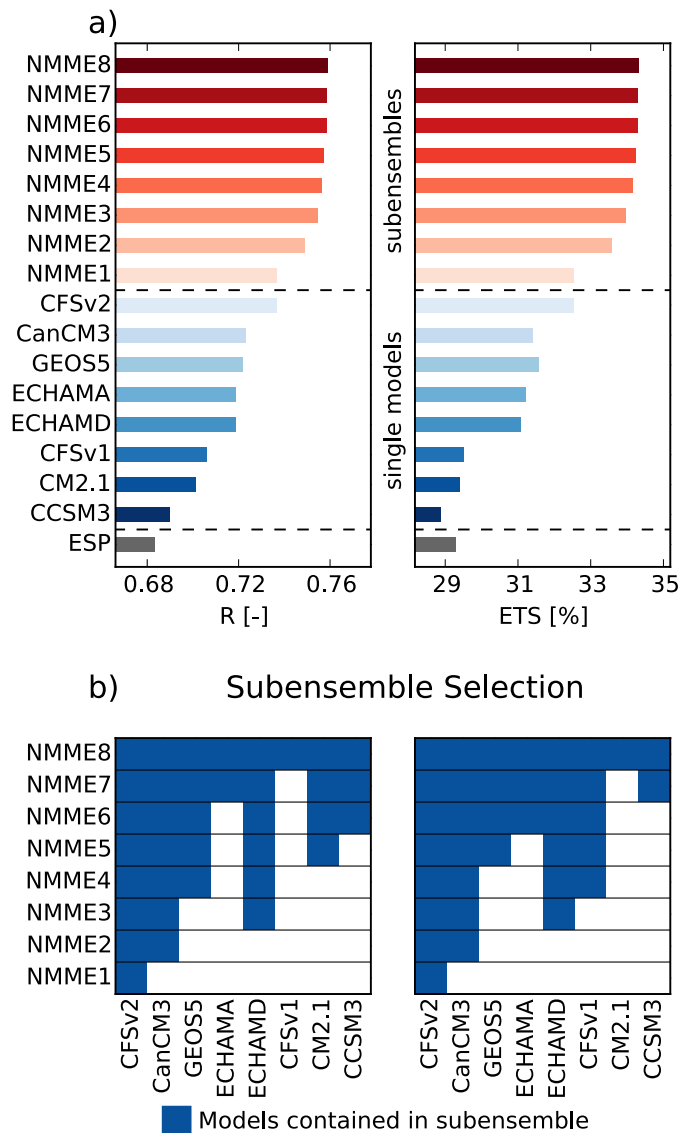 a)
NMME8
NMME7
NMME6
NMME5
NMME4
NMME3
NMME2
NMME1
CFSv2
CanCM3
GEOS5
ECHAMA
ECHAMD
CFSv1
CM2.1
CCSM3
ESP
subensembles
single models
0.68 0.72 0.76
R [-]
29 31 33 35
ETS [%]
b) Subensemble Selection
NMME8
NMME7
NMME6
NMME5
NMME4
NMME3
NMME2
NMME1
CFSv2
CanCM3
GEOS5
ECHAMA
ECHAMD
CFSv1
CM2.1
CCSM3
CFSv2
CanCM3
GEOS5
ECHAMA
ECHAMD
CFSv1
CM2.1
CCSM3
Models contained in subensemble